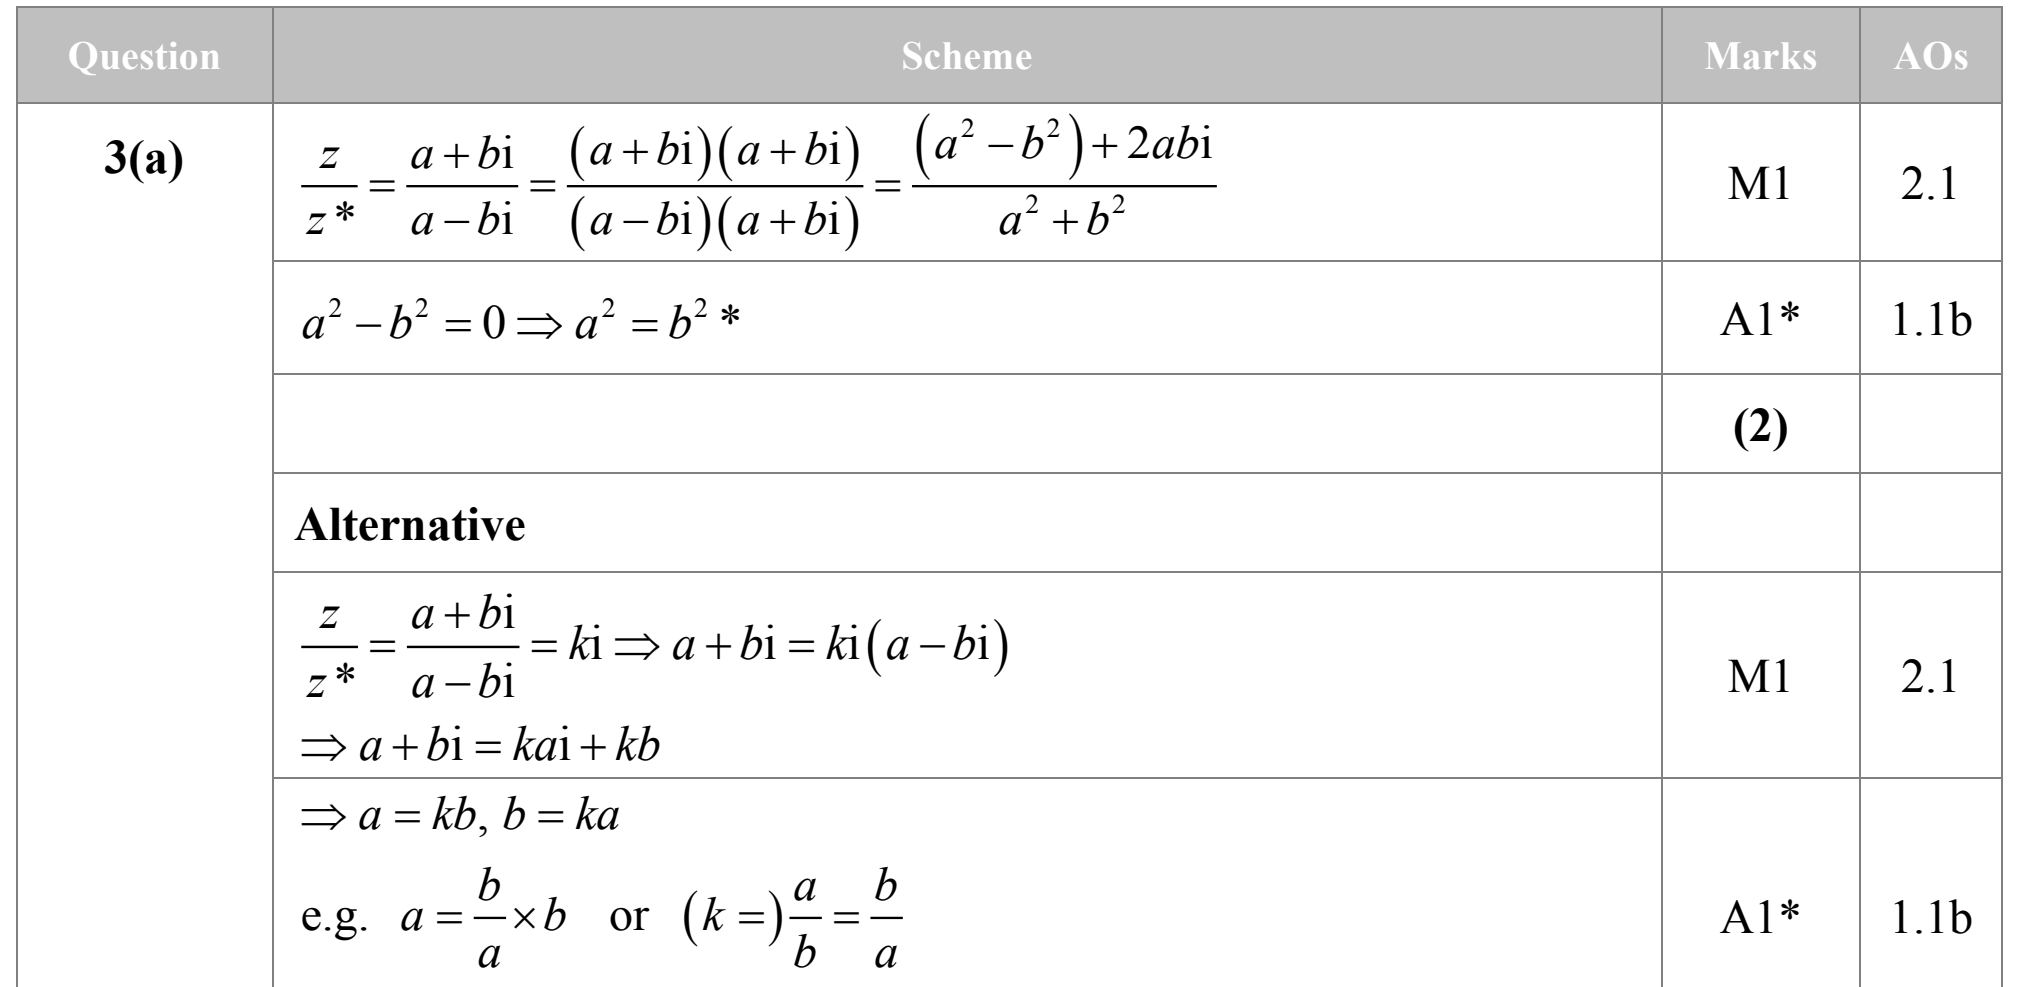 Question Scheme Marks AOs
3(a) z/z* = (a + bi)/(a − bi) = ((a + bi)(a + bi))/((a − bi)(a + bi)) = ((a² − b²) + 2abi)/(a² + b²) M1 2.1
a² − b² = 0 ⇒ a² = b² * A1* 1.1b
(2)
Alternative
z/z* = (a + bi)/(a − bi) = ki ⇒ a + bi = ki(a − bi)
⇒ a + bi = kai + kb M1 2.1
⇒ a = kb, b = ka
e.g. a = b/a × b or (k =) a/b = b/a A1* 1.1b